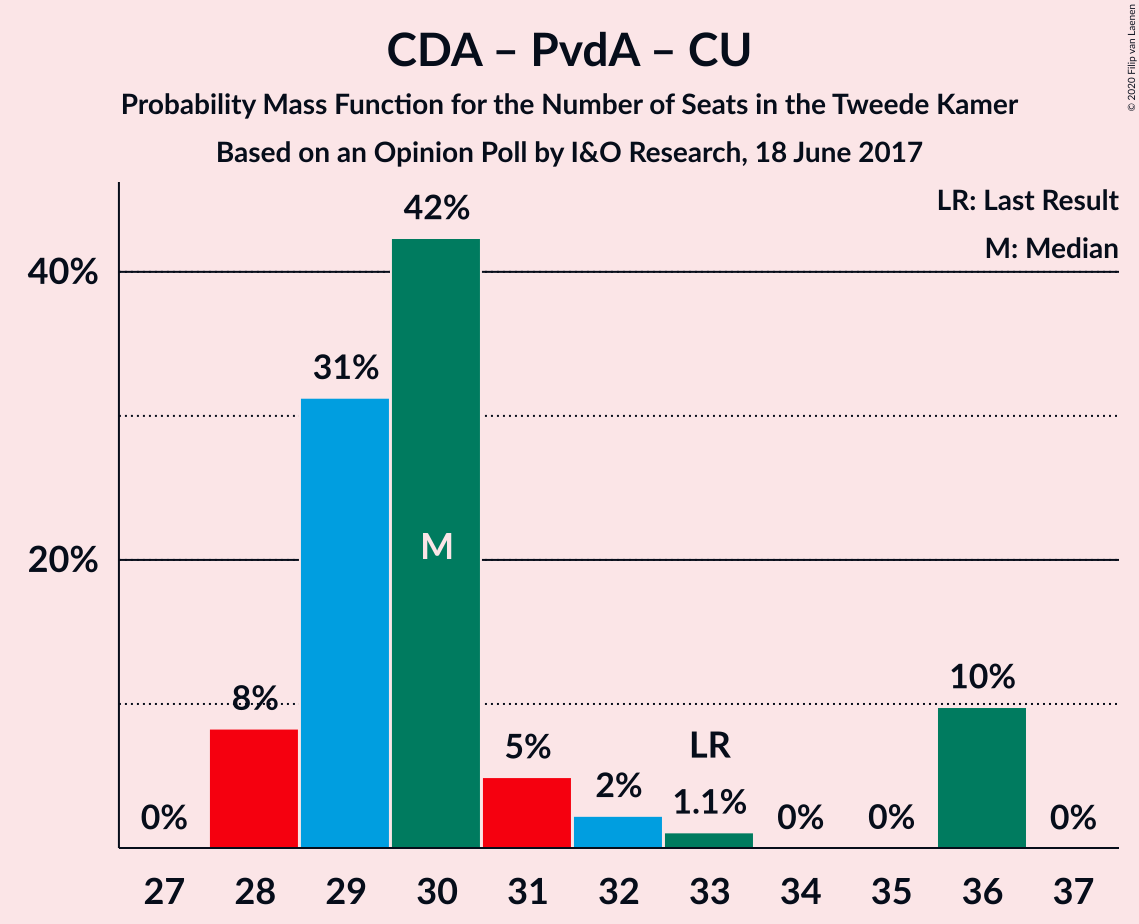 CDA – PvdA – CU
Probability Mass Function for the Number of Seats in the Tweede Kamer
Based on an Opinion Poll by I&O Research, 18 June 2017
© 2020 Filip van Laenen
LR: Last Result
M: Median
40%
20%
0%
8%
31%
42%
M
5%
2%
LR
1.1%
0%
0%
10%
0%
27 28 29 30 31 32 33 34 35 36 37